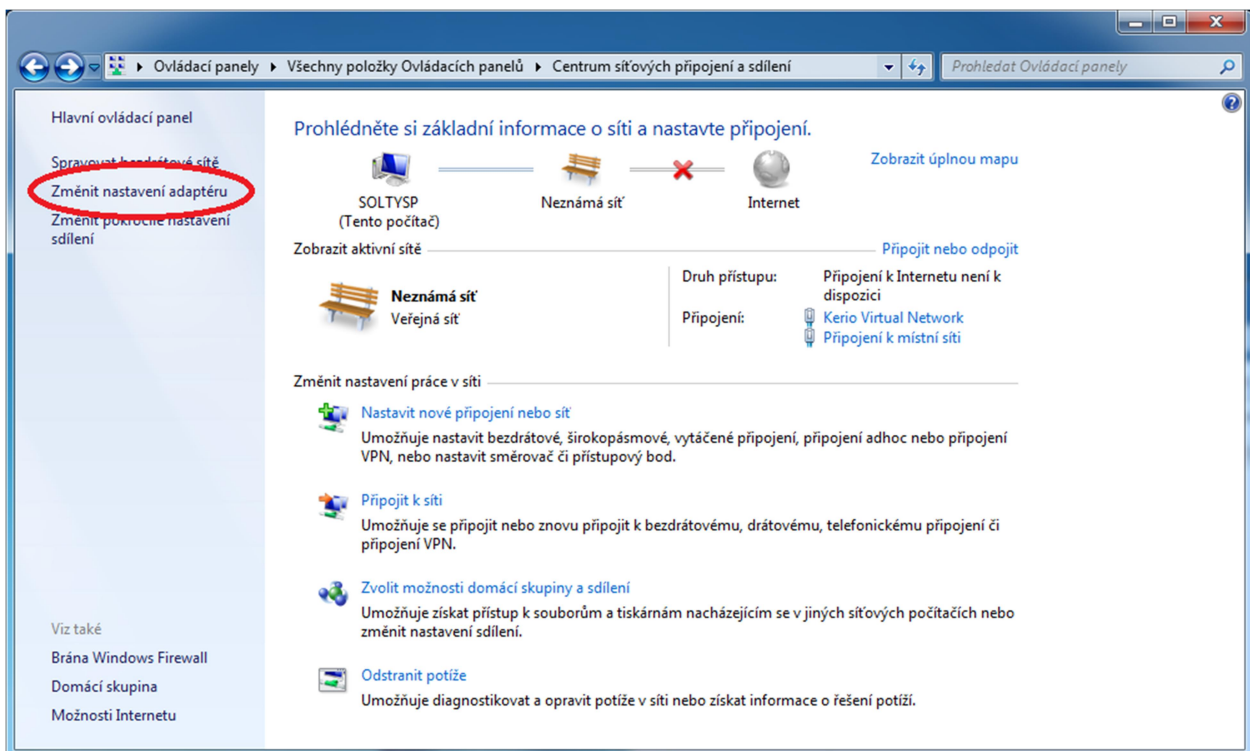 Ovládací panely ▸ Všechny položky Ovládacích panelů ▸ Centrum síťových připojení a sdílení
Prohledat Ovládací panely
Hlavní ovládací panel
Spravovat bezdrátové sítě
Změnit nastavení adaptéru
Změnit pokročilé nastavení
sdílení
Viz také
Brána Windows Firewall
Domácí skupina
Možnosti Internetu
Prohlédněte si základní informace o síti a nastavte připojení.
Zobrazit úplnou mapu
SOLTYSP
(Tento počítač)
Neznámá síť
Internet
Zobrazit aktivní sítě
Připojit nebo odpojit
Neznámá síť
Veřejná síť
Druh přístupu: Připojení k Internetu není k
dispozici
Připojení: Kerio Virtual Network
Připojení k místní síti
Změnit nastavení práce v síti
Nastavit nové připojení nebo síť
Umožňuje nastavit bezdrátové, širokopásmové, vytáčené připojení, připojení adhoc nebo připojení
VPN, nebo nastavit směrovač či přístupový bod.
Připojit k síti
Umožňuje se připojit nebo znovu připojit k bezdrátovému, drátovému, telefonickému připojení či
připojení VPN.
Zvolit možnosti domácí skupiny a sdílení
Umožňuje získat přístup k souborům a tiskárnám nacházejícím se v jiných síťových počítačích nebo
změnit nastavení sdílení.
Odstranit potíže
Umožňuje diagnostikovat a opravit potíže v síti nebo získat informace o řešení potíží.